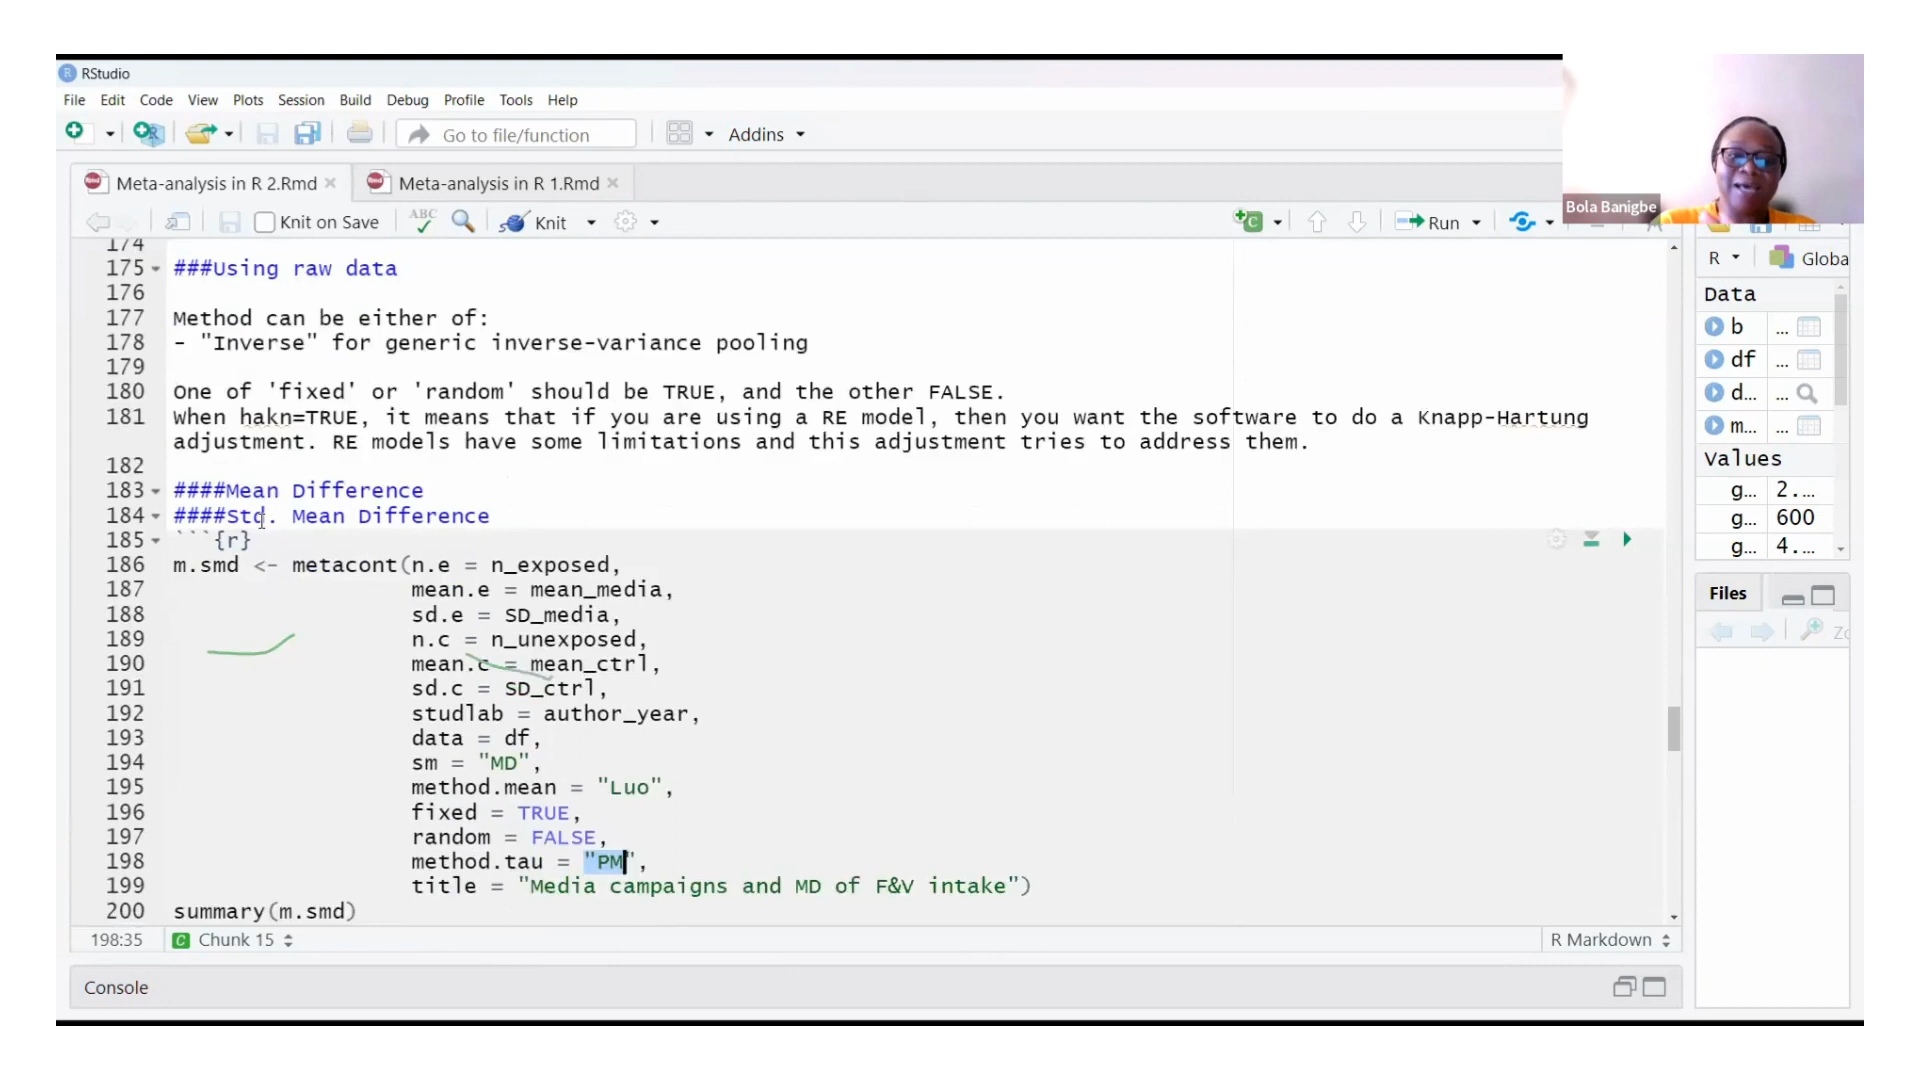 RStudio
File Edit Code View Plots Session Build Debug Profile Tools Help
Go to file/function Addins
Bola Banigbe
Meta-analysis in R 2.Rmd Meta-analysis in R 1.Rmd
Knit on Save ABC Knit Run
174
175 ###Using raw data
176
177 Method can be either of:
178 - "Inverse" for generic inverse-variance pooling
179
180 One of 'fixed' or 'random' should be TRUE, and the other FALSE.
181 When hakn=TRUE, it means that if you are using a RE model, then you want the software to do a Knapp-Hartung
adjustment. RE models have some limitations and this adjustment tries to address them.
182
183 ####Mean Difference
184 ####Std. Mean Difference
185 ```{r}
186 m.smd <- metacont(n.e = n_exposed,
187 mean.e = mean_media,
188 sd.e = SD_media,
189 n.c = n_unexposed,
190 mean.c = mean_ctrl,
191 sd.c = SD_ctrl,
192 studlab = author_year,
193 data = df,
194 sm = "MD",
195 method.mean = "Luo",
196 fixed = TRUE,
197 random = FALSE,
198 method.tau = "PM",
199 title = "Media campaigns and MD of F&V intake")
200 summary(m.smd)
198:35 C Chunk 15 R Markdown
Console
R Globa
Data
b ...
df ...
d... ...
m... ...
Values
g... 2....
g... 600
g... 4....
Files
Zo